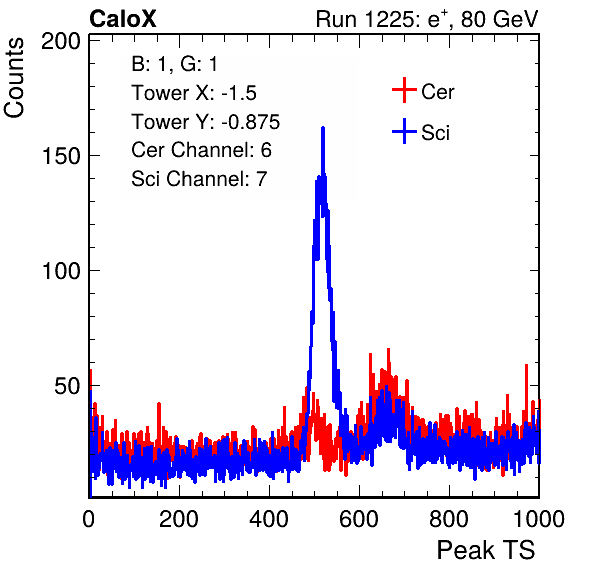 CaloX
Run 1225: e⁺, 80 GeV
Counts
200
150
100
50
B: 1, G: 1
Tower X: -1.5
Tower Y: -0.875
Cer Channel: 6
Sci Channel: 7
Cer
Sci
0 200 400 600 800 1000
Peak TS